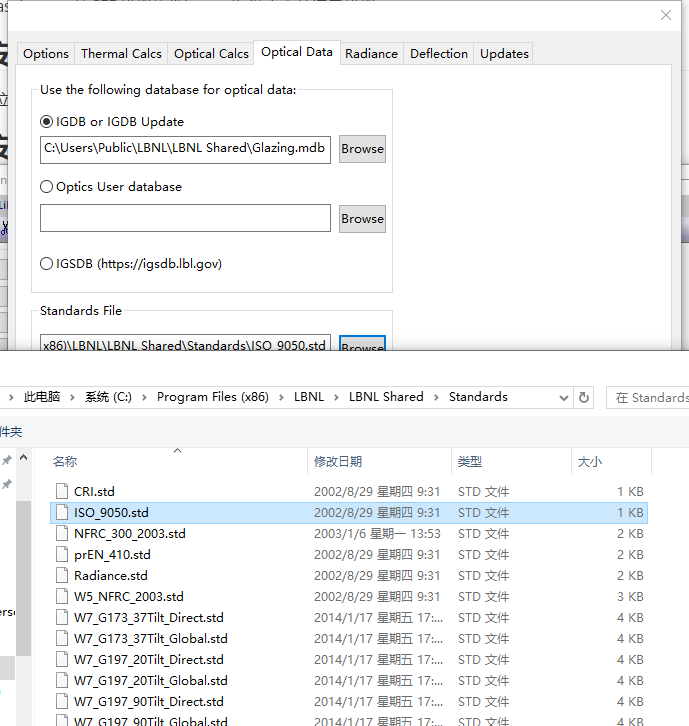 Options Thermal Calcs Optical Calcs Optical Data Radiance Deflection Updates
Use the following database for optical data:
IGDB or IGDB Update
C:\Users\Public\LBNL\LBNL Shared\Glazing.mdb Browse
Optics User database
Browse
IGSDB (https://igsdb.lbl.gov)
Standards File
x86)\LBNL\LBNL Shared\Standards\ISO_9050.std Browse
此电脑 > 系统 (C:) > Program Files (x86) > LBNL > LBNL Shared > Standards 在 Standards
件夹
名称 修改日期 类型 大小
CRI.std 2002/8/29 星期四 9:31 STD 文件 1 KB
ISO_9050.std 2002/8/29 星期四 9:31 STD 文件 1 KB
NFRC_300_2003.std 2003/1/6 星期一 13:53 STD 文件 2 KB
prEN_410.std 2002/8/29 星期四 9:31 STD 文件 2 KB
Radiance.std 2002/8/29 星期四 9:31 STD 文件 2 KB
W5_NFRC_2003.std 2002/8/29 星期四 9:31 STD 文件 3 KB
W7_G173_37Tilt_Direct.std 2014/1/17 星期五 17:... STD 文件 4 KB
W7_G173_37Tilt_Global.std 2014/1/17 星期五 17:... STD 文件 4 KB
W7_G197_20Tilt_Direct.std 2014/1/17 星期五 17:... STD 文件 4 KB
W7_G197_20Tilt_Global.std 2014/1/17 星期五 17:... STD 文件 4 KB
W7_G197_90Tilt_Direct.std 2014/1/17 星期五 17:... STD 文件 4 KB
W7_G197_90Tilt_Global.std 2014/1/17 星期五 17:... STD 文件 4 KB